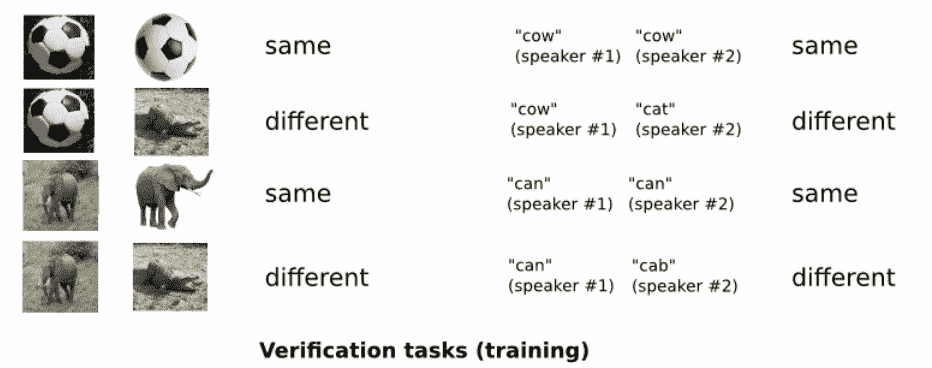 same
"cow" "cow" same
(speaker #1) (speaker #2)
different
"cow" "cat" different
(speaker #1) (speaker #2)
same
"can" "can" same
(speaker #1) (speaker #2)
different
"can" "cab" different
(speaker #1) (speaker #2)
Verification tasks (training)